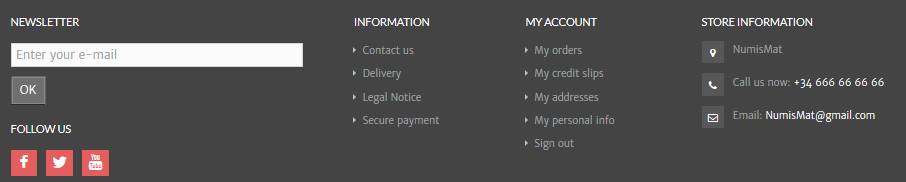 NEWSLETTER
Enter your e-mail
OK
FOLLOW US
You
Tube
INFORMATION
Contact us
Delivery
Legal Notice
Secure payment
MY ACCOUNT
My orders
My credit slips
My addresses
My personal info
Sign out
STORE INFORMATION
NumisMat
Call us now: +34 666 66 66 66
Email: NumisMat@gmail.com